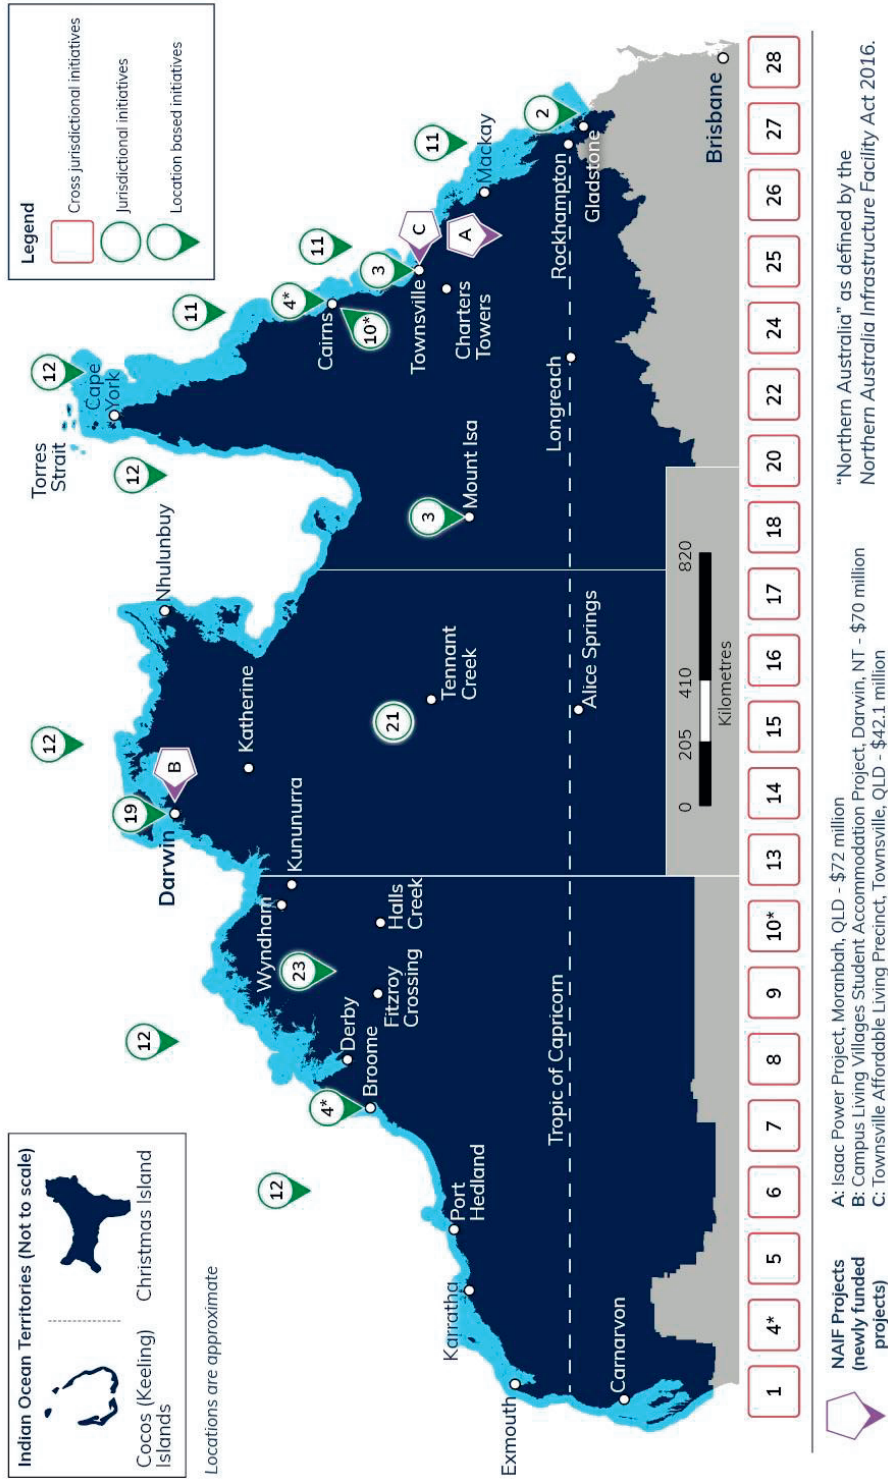 Indian Ocean Territories (Not to scale)
Cocos (Keeling)
Islands
Christmas Island
Locations are approximate
Legend
Cross jurisdictional initiatives
Jurisdictional initiatives
Location based initiatives
12
12
12
12
12
11
11
11
Torres
Strait
Cape
York
19
B
Darwin
Nhulunbuy
Katherine
Wyndham
Kununurra
23
Halls
Creek
Fitzroy
Crossing
Derby
4*
Broome
Port
Hedland
Karratha
Exmouth
Carnarvon
21
Tennant
Creek
Alice Springs
3
Mount Isa
4*
Cairns
10*
3
Townsville
C
A
Charters
Towers
Mackay
Longreach
Rockhampton
2
Gladstone
Brisbane
Tropic of Capricorn
0
205
410
820
Kilometres
1
4*
5
6
7
8
9
10*
13
14
15
16
17
18
20
22
24
25
26
27
28
NAIF Projects
(newly funded
projects)
A: Isaac Power Project, Moranbah, QLD - $72 million
B: Campus Living Villages Student Accommodation Project, Darwin, NT - $70 million
C: Townsville Affordable Living Precinct, Townsville, QLD - $42.1 million
“Northern Australia” as defined by the
Northern Australia Infrastructure Facility Act 2016.